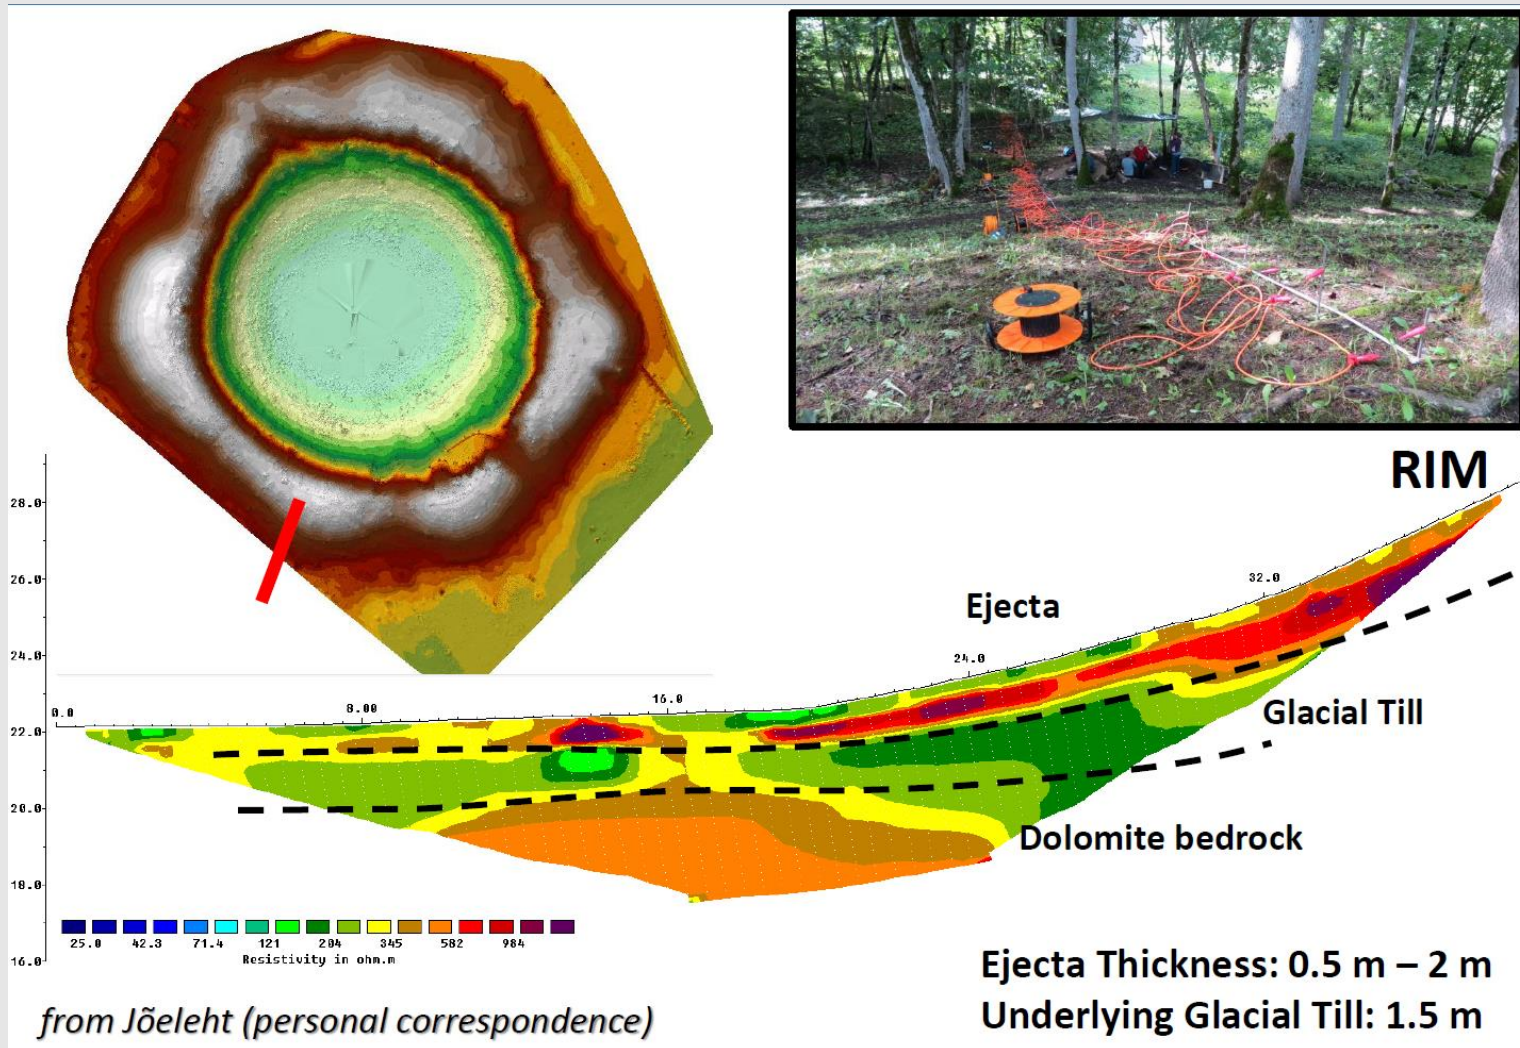 RIM
28.0
26.0
24.0
22.0
20.0
18.0
16.0
0.0
8.00
16.0
24.0
32.0
Ejecta
Glacial Till
Dolomite bedrock
25.0 42.3 71.4 121 204 345 582 984
Resistivity in ohm.m
Ejecta Thickness: 0.5 m – 2 m
Underlying Glacial Till: 1.5 m
from Jõeleht (personal correspondence)